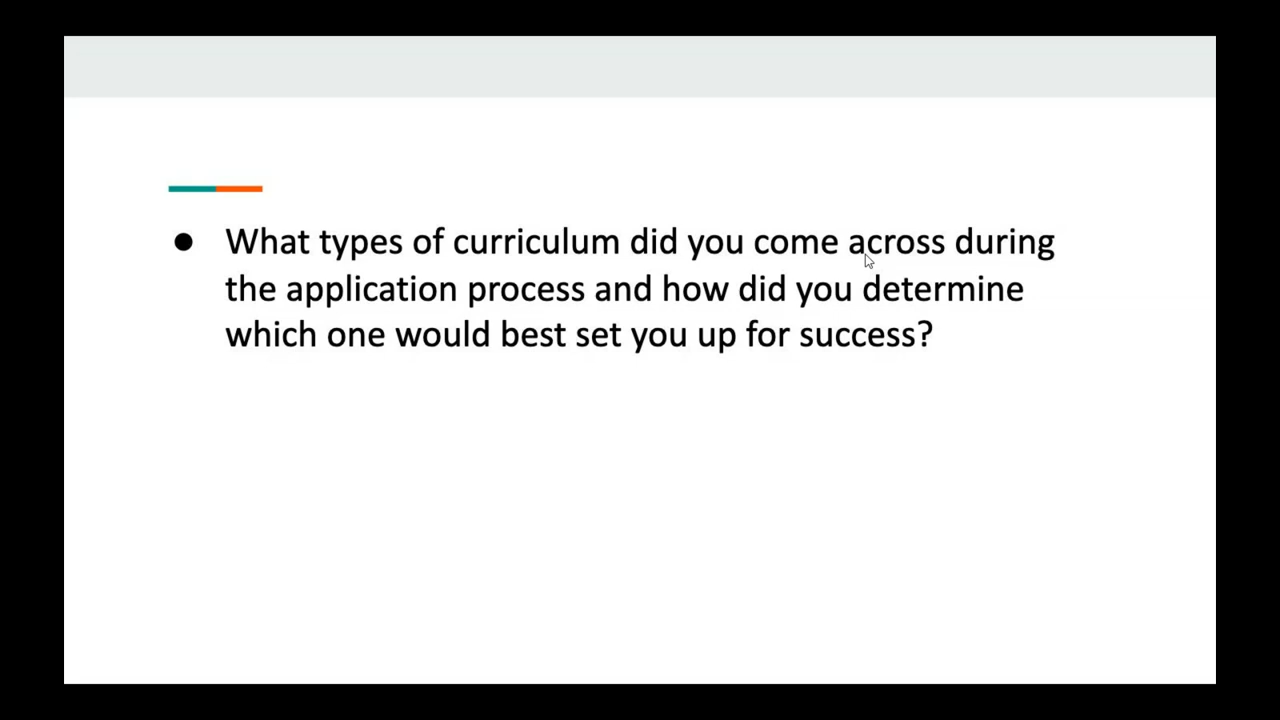 ● What types of curriculum did you come across during
the application process and how did you determine
which one would best set you up for success?